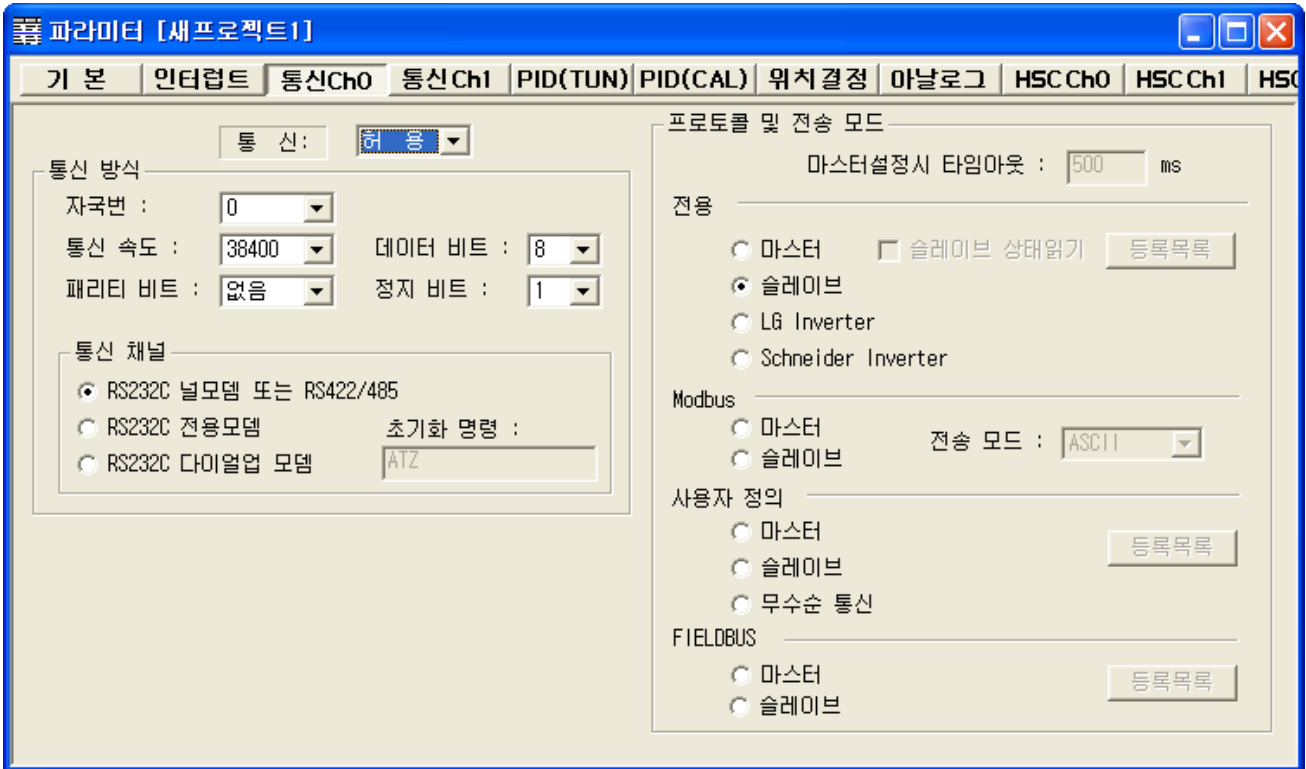 파라미터 [새프로젝트1]
기 본 인터럽트 통신Ch0 통신Ch1 PID(TUN) PID(CAL) 위치결정 아날로그 HSC Ch0 HSC Ch1 HSC
통 신: 허 용
통신 방식
자국번 : 0
통신 속도 : 38400 데이터 비트 : 8
패리티 비트 : 없음 정지 비트 : 1
통신 채널
RS232C 널모뎀 또는 RS422/485
RS232C 전용모뎀 초기화 명령 :
RS232C 다이얼업 모뎀 ATZ
프로토콜 및 전송 모드
마스터설정시 타임아웃 : 500 ms
전용
마스터 슬레이브 상태읽기 등록목록
슬레이브
LG Inverter
Schneider Inverter
Modbus
마스터
슬레이브 전송 모드 : ASCII
사용자 정의
마스터
등록목록
슬레이브
무수순 통신
FIELDBUS
마스터
등록목록
슬레이브